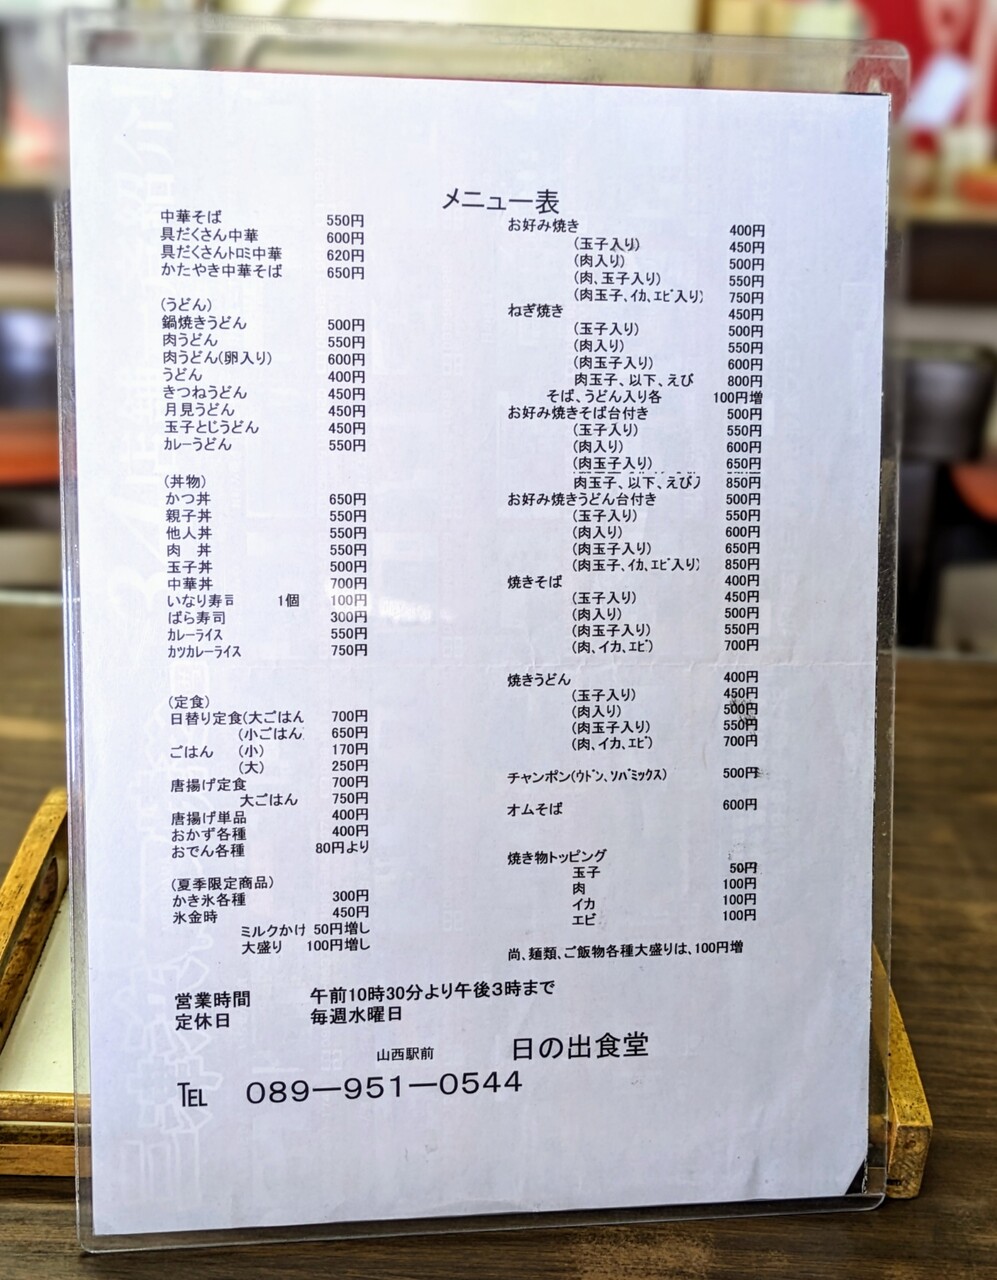 メニュー表
中華そば 550円
具だくさん中華 600円
具だくさんトロミ中華 620円
かたやき中華そば 650円
(うどん)
鍋焼きうどん 500円
肉うどん 550円
肉うどん(卵入り) 600円
うどん 400円
きつねうどん 450円
月見うどん 450円
玉子とじうどん 450円
カレーうどん 550円
(丼物)
かつ丼 650円
親子丼 550円
他人丼 550円
肉 丼 550円
玉子丼 500円
中華丼 700円
いなり寿司 1個 100円
ばら寿司 300円
カレーライス 550円
カツカレーライス 750円
(定食)
日替り定食(大ごはん 700円
(小ごはん 650円
ごはん (小) 170円
(大) 250円
唐揚げ定食 700円
大ごはん 750円
唐揚げ単品 400円
おかず各種 400円
おでん各種 80円より
(夏季限定商品)
かき氷各種 300円
氷金時 450円
ミルクかけ 50円増し
大盛り 100円増し
お好み焼き 400円
(玉子入り) 450円
(肉入り) 500円
(肉、玉子入り) 550円
(肉玉子、イカ、エビ入り) 750円
ねぎ焼き 450円
(玉子入り) 500円
(肉入り) 550円
(肉玉子入り) 600円
肉玉子、以下、えび 800円
そば、うどん入り各 100円増
お好み焼きそば台付き 500円
(玉子入り) 550円
(肉入り) 600円
(肉玉子入り) 650円
肉玉子、以下、えび 850円
お好み焼きうどん台付き 500円
(玉子入り) 550円
(肉入り) 600円
(肉玉子入り) 650円
(肉玉子、イカ、エビ入り) 850円
焼きそば 400円
(玉子入り) 450円
(肉入り) 500円
(肉玉子入り) 550円
(肉、イカ、エビ) 700円
焼きうどん 400円
(玉子入り) 450円
(肉入り) 500円
(肉玉子入り) 550円
(肉、イカ、エビ) 700円
チャンポン(ウドン、ソバミックス) 500円
オムそば 600円
焼き物トッピング
玉子 50円
肉 100円
イカ 100円
エビ 100円
尚、麺類、ご飯物各種大盛りは、100円増
営業時間 午前10時30分より午後3時まで
定休日 毎週水曜日
山西駅前 日の出食堂
TEL 089―951―0544